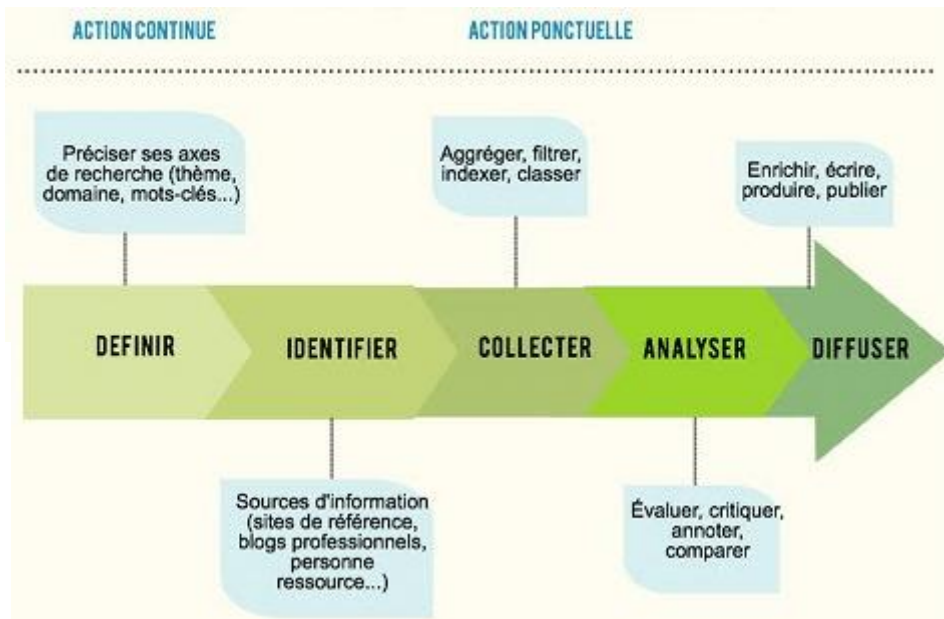 ACTION CONTINUE
ACTION PONCTUELLE
Préciser ses axes
de recherche (thème,
domaine, mots-clés...)
Aggréger, filtrer,
indexer, classer
Enrichir, écrire,
produire, publier
DEFINIR
IDENTIFIER
COLLECTER
ANALYSER
DIFFUSER
Sources d'information
(sites de référence,
blogs professionnels,
personne
ressource...)
Évaluer, critiquer,
annoter,
comparer